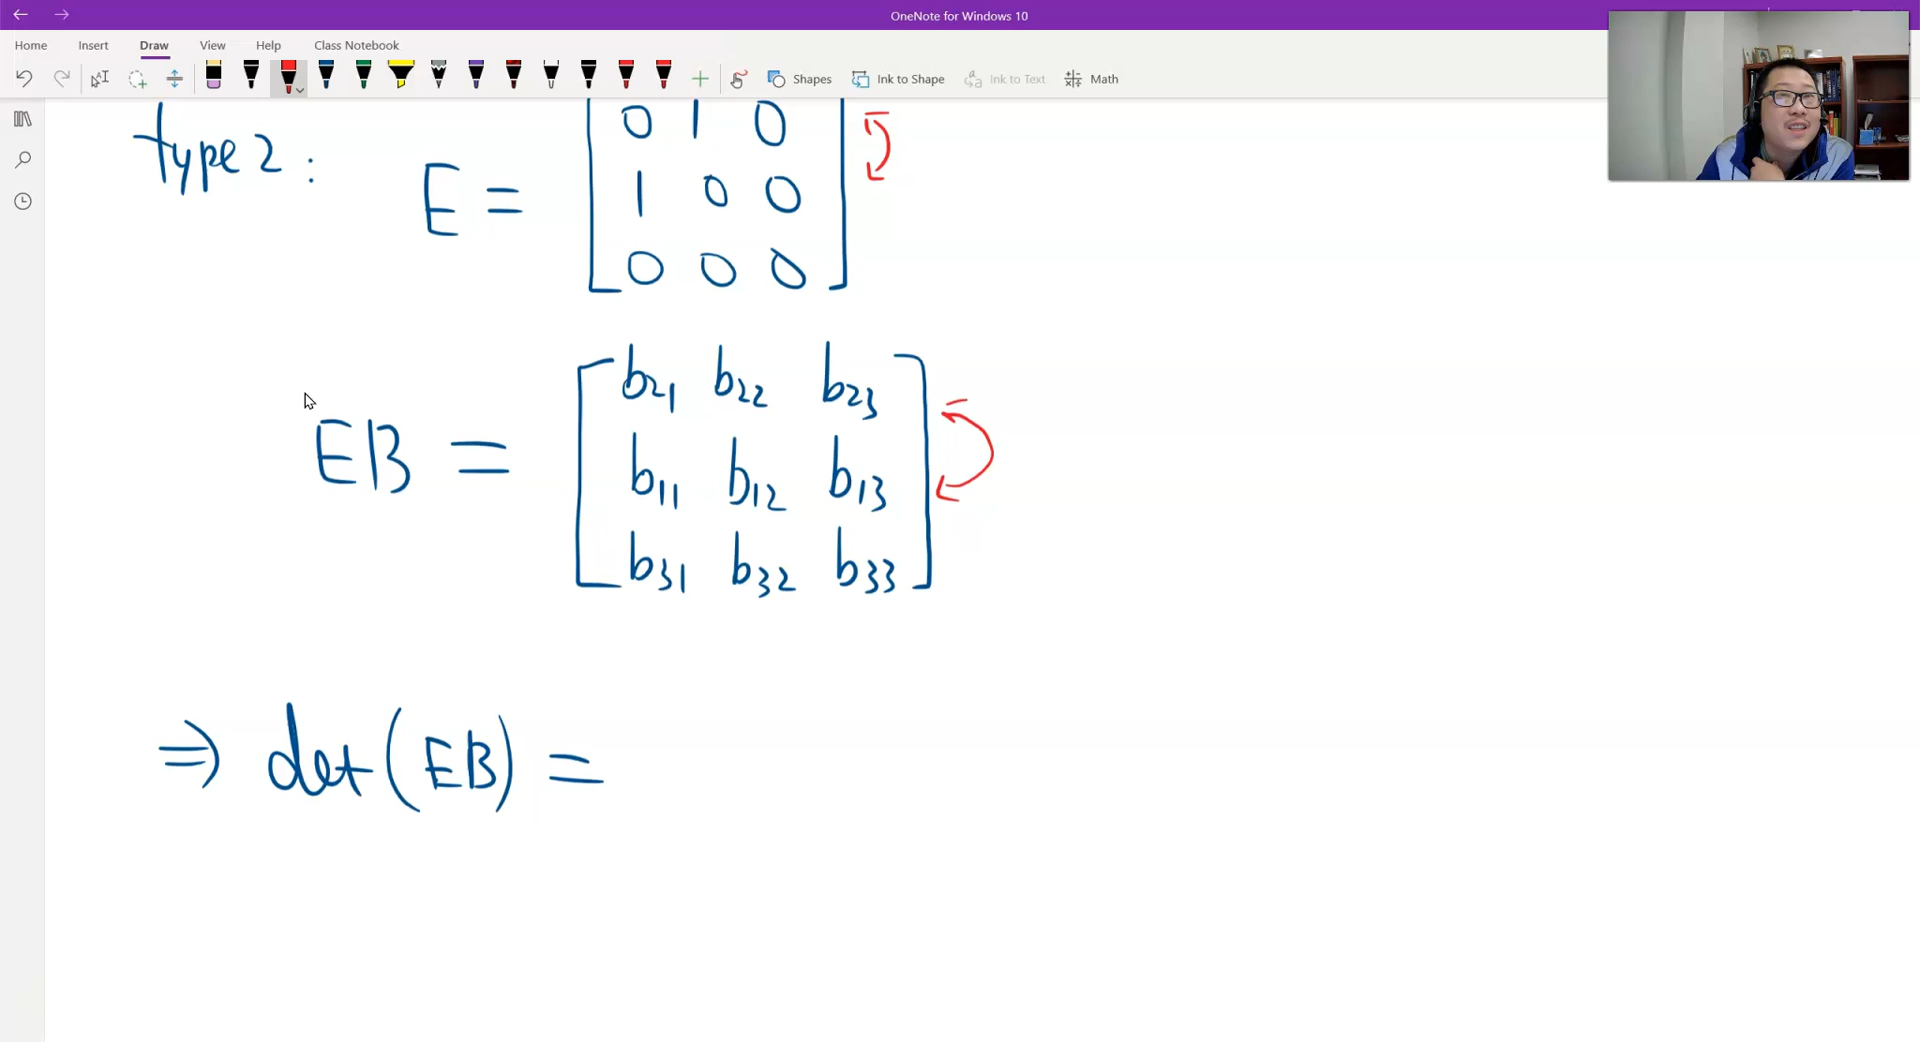 OneNote for Windows 10
Home Insert Draw View Help Class Notebook
Shapes Ink to Shape Ink to Text Math
type 2 :
E =
0 1 0
1 0 0
0 0 0
EB =
b21 b22 b23
b11 b12 b13
b31 b32 b33
⇒ det(EB) =